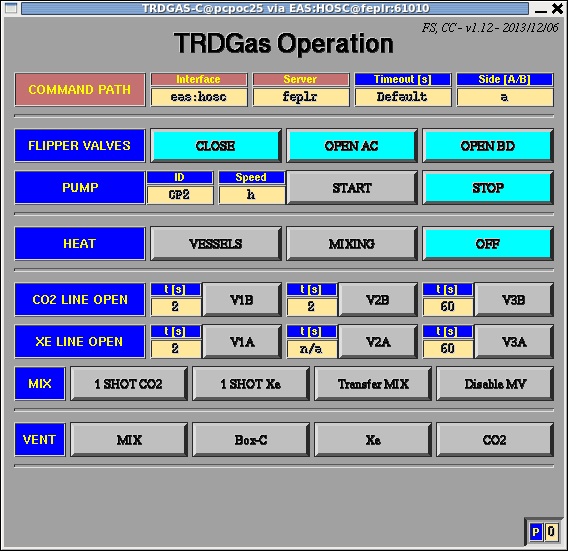 TRDGAS-C@pcpoc25 via EAS:HOSC@feplr:61010
FS, CC - v1.12 - 2013/12/06
TRDGas Operation
COMMAND PATH
Interface
eas:hosc
Server
feplr
Timeout [s]
Default
Side [A/B]
a
FLIPPER VALVES
CLOSE
OPEN AC
OPEN BD
PUMP
ID
CP2
Speed
h
START
STOP
HEAT
VESSELS
MIXING
OFF
CO2 LINE OPEN
t [s]
2
V1B
t [s]
2
V2B
t [s]
60
V3B
XE LINE OPEN
t [s]
2
V1A
t [s]
n/a
V2A
t [s]
60
V3A
MIX
1 SHOT CO2
1 SHOT Xe
Transfer MIX
Disable MV
VENT
MIX
Box-C
Xe
CO2
P 0